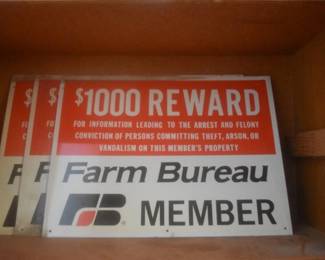 $1000 REWARD
FOR INFORMATION LEADING TO THE ARREST AND FELONY
CONVICTION OF PERSONS COMMITTING THEFT, ARSON, OR
VANDALISM ON THIS MEMBER'S PROPERTY
Farm Bureau
FB MEMBER